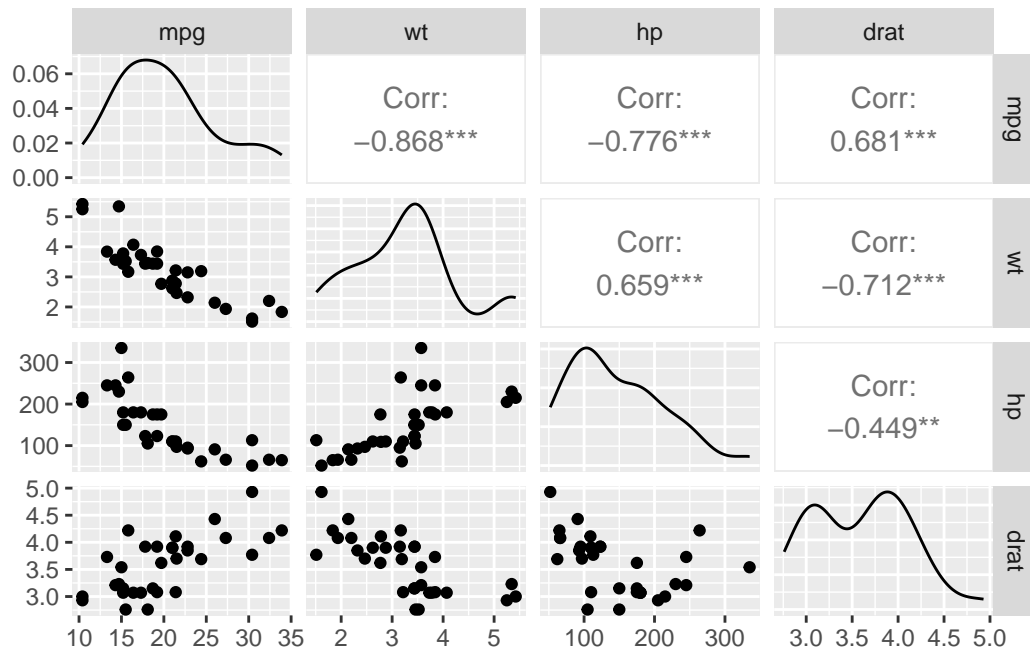 mpg wt hp drat
0.06
0.04
0.02
0.00
Corr:
−0.868***
Corr:
−0.776***
Corr:
0.681***
mpg
5
4
3
2
Corr:
0.659***
Corr:
−0.712***
wt
300
200
100
Corr:
−0.449**
hp
5.0
4.5
4.0
3.5
3.0
drat
10 15 20 25 30 35 2 3 4 5 100 200 300 3.0 3.5 4.0 4.5 5.0